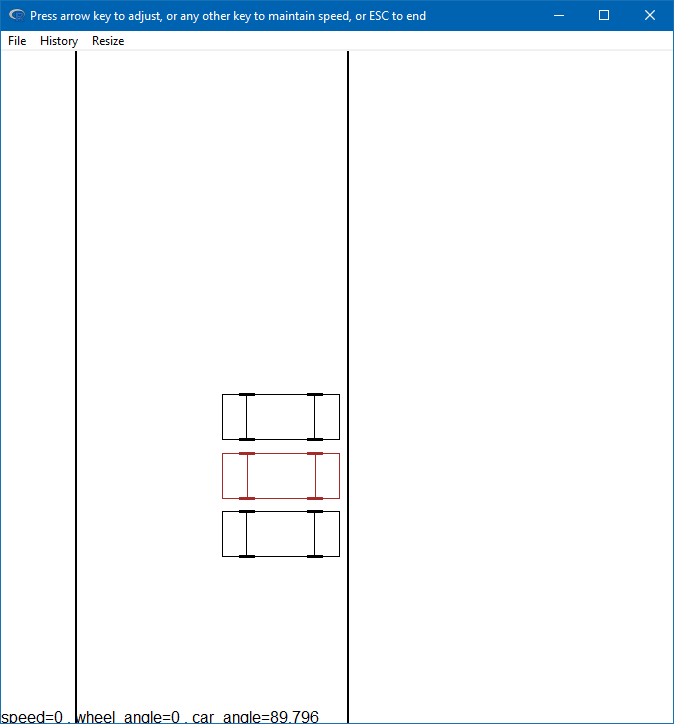 Press arrow key to adjust, or any other key to maintain speed, or ESC to end
File History Resize
speed=0 , wheel_angle=0 , car_angle=89.796